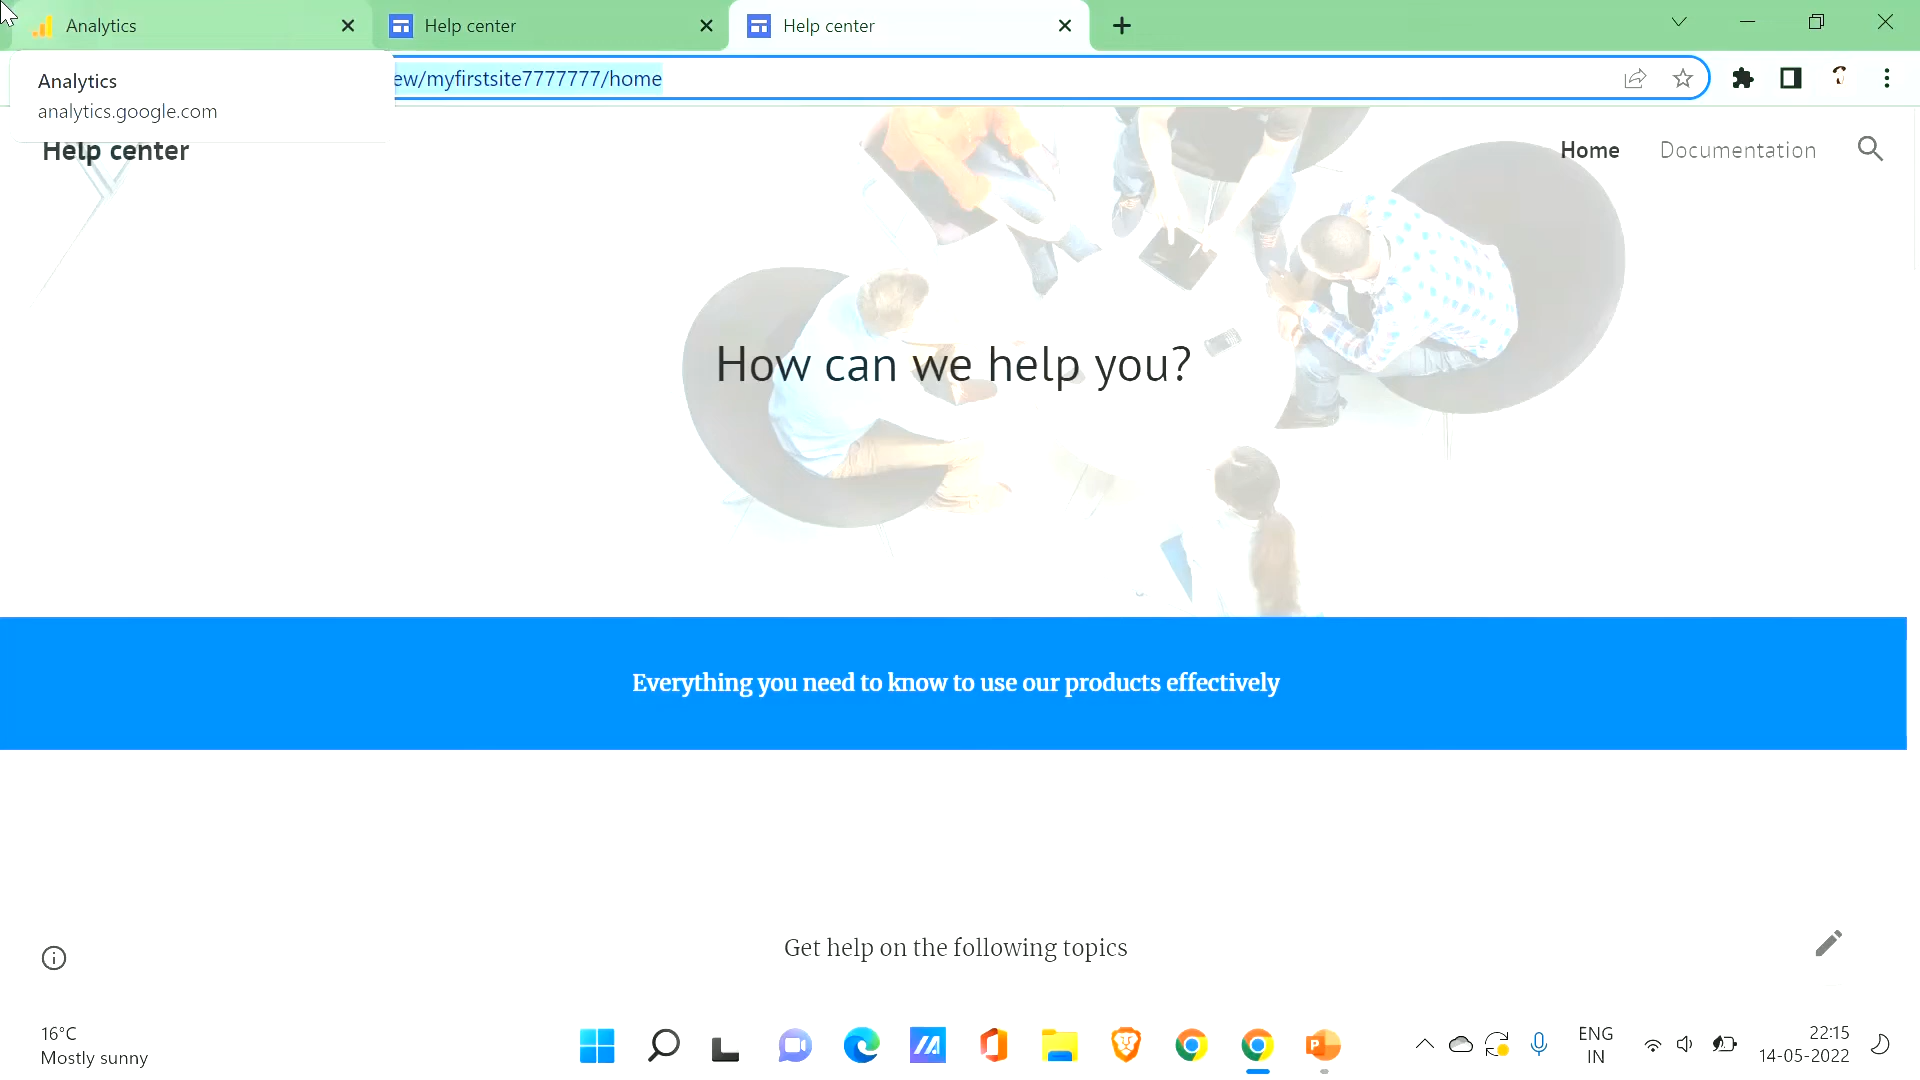 Analytics
Help center
Help center
Analytics
analytics.google.com
ew/myfirstsite7777777/home
Help center
Home
Documentation
How can we help you?
Everything you need to know to use our products effectively
Get help on the following topics
16°C
Mostly sunny
ENG
IN
22:15
14-05-2022